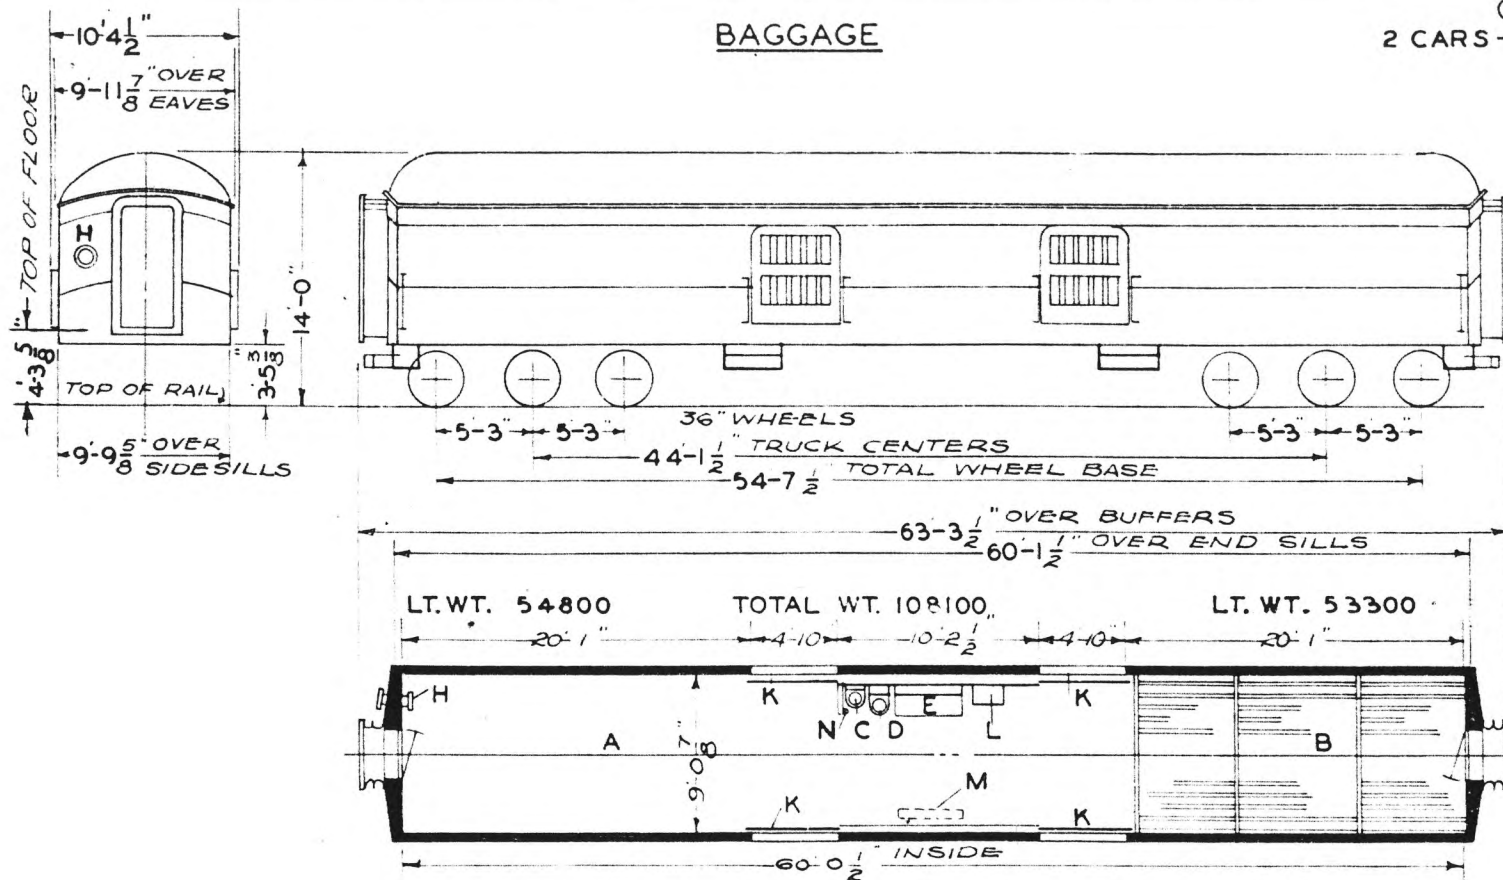 BAGGAGE
2 CARS-
10'4 1/2"
9'-11 7/8" OVER
EAVES
TOP OF FLOOR
H
14'-0"
4'-3 5/8"
3'-5 3/8"
TOP OF RAIL
9'-9 5/8" OVER
SIDESILLS
36" WHEELS
5'-3" 5'-3" 5'-3" 5'-3"
44'-1 1/2" TRUCK CENTERS
54'-7 1/2" TOTAL WHEEL BASE
63'-3 1/2" OVER BUFFERS
60'-1 1/2" OVER END SILLS
LT. WT. 54800 TOTAL WT. 108100 LT. WT. 53300
20'-1" 4'-10" 10'-2 1/2" 4'-10" 20'-1"
H K N C D E L K
A 9'-0 7/8" B
M
K K
60'-0 1/2" INSIDE